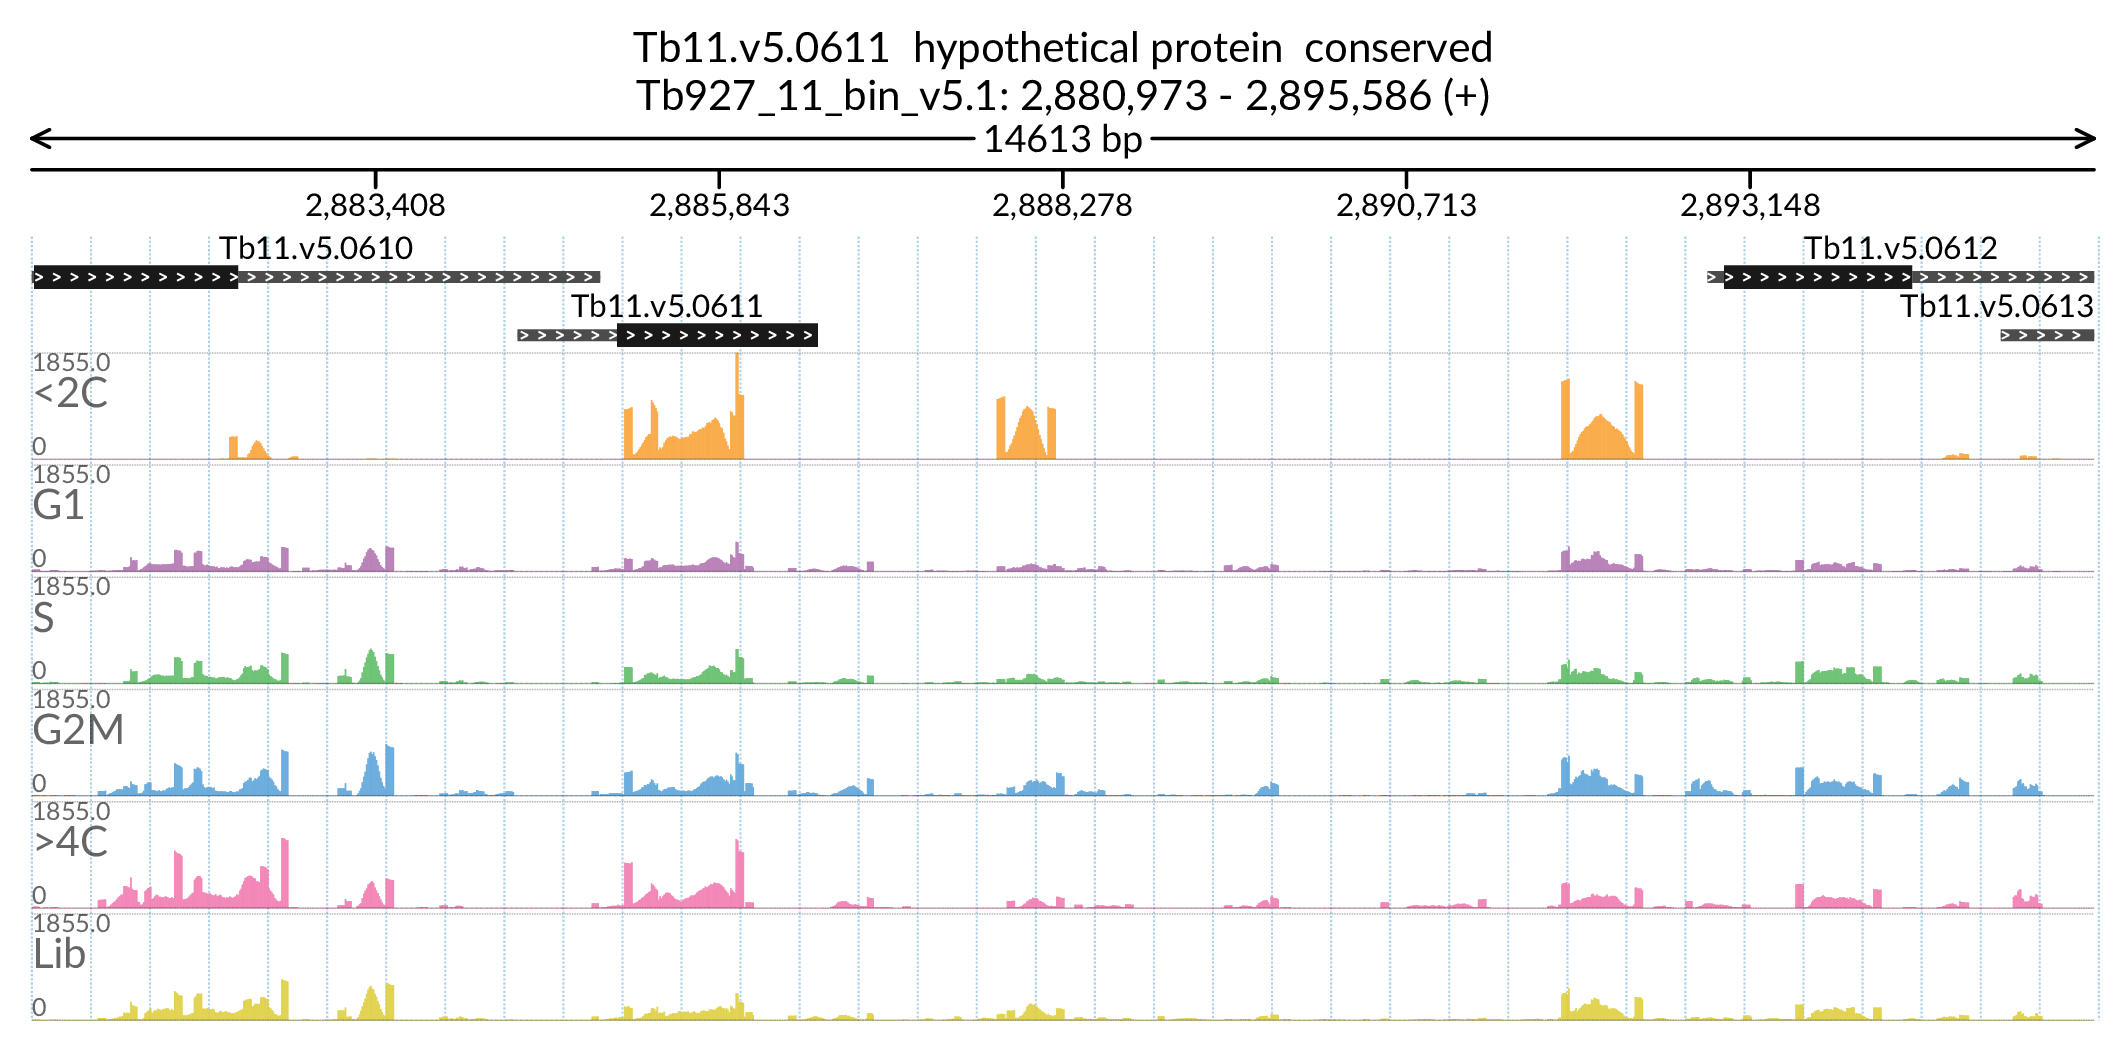 Tb11.v5.0611 hypothetical protein conserved
Tb927_11_bin_v5.1: 2,880,973 - 2,895,586 (+)
14613 bp
2,883,408 2,885,843 2,888,278 2,890,713 2,893,148
Tb11.v5.0610 Tb11.v5.0612
Tb11.v5.0611 Tb11.v5.0613
1855.0
<2C
0
1855.0
G1
0
1855.0
S
0
1855.0
G2M
0
1855.0
>4C
0
1855.0
Lib
0